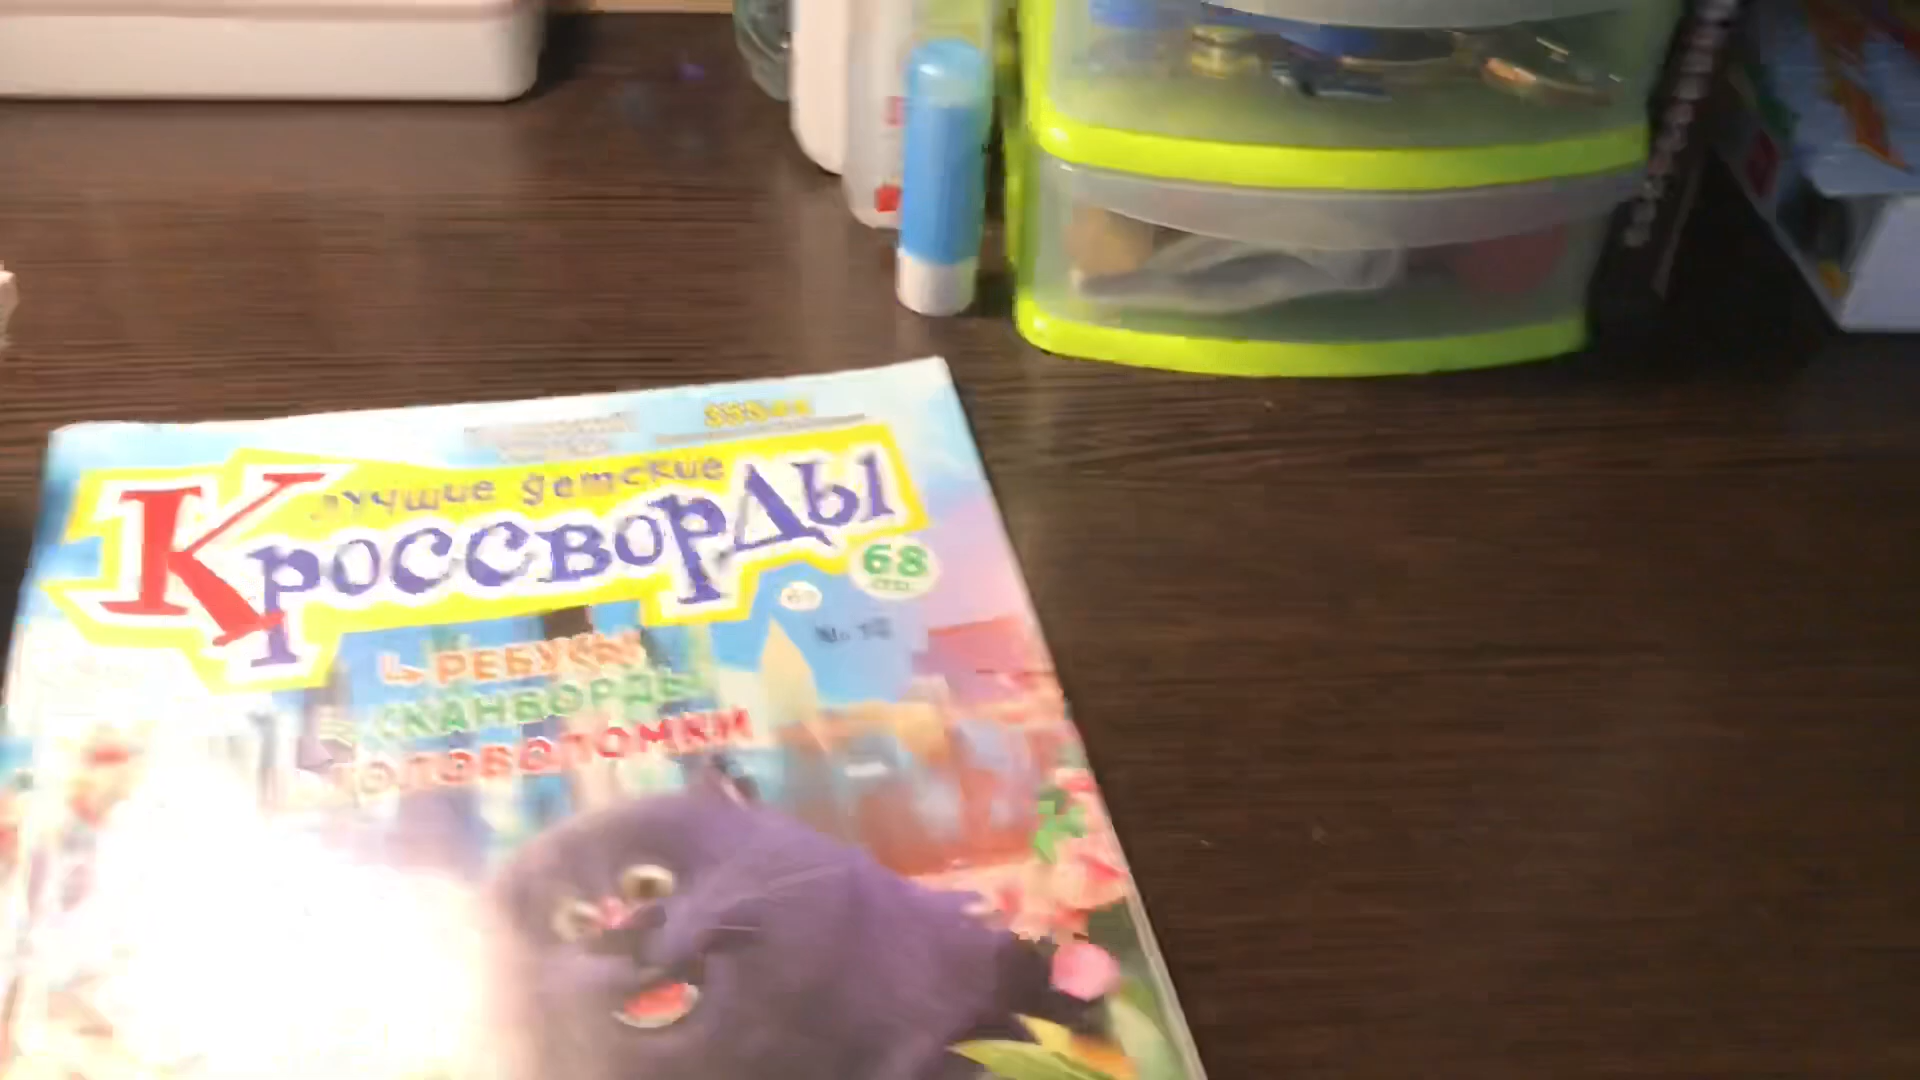 лучшие детские
Кроссворды
68
РЕБУСЫ
СКАНВОРДЫ
ГОЛОВОЛОМКИ